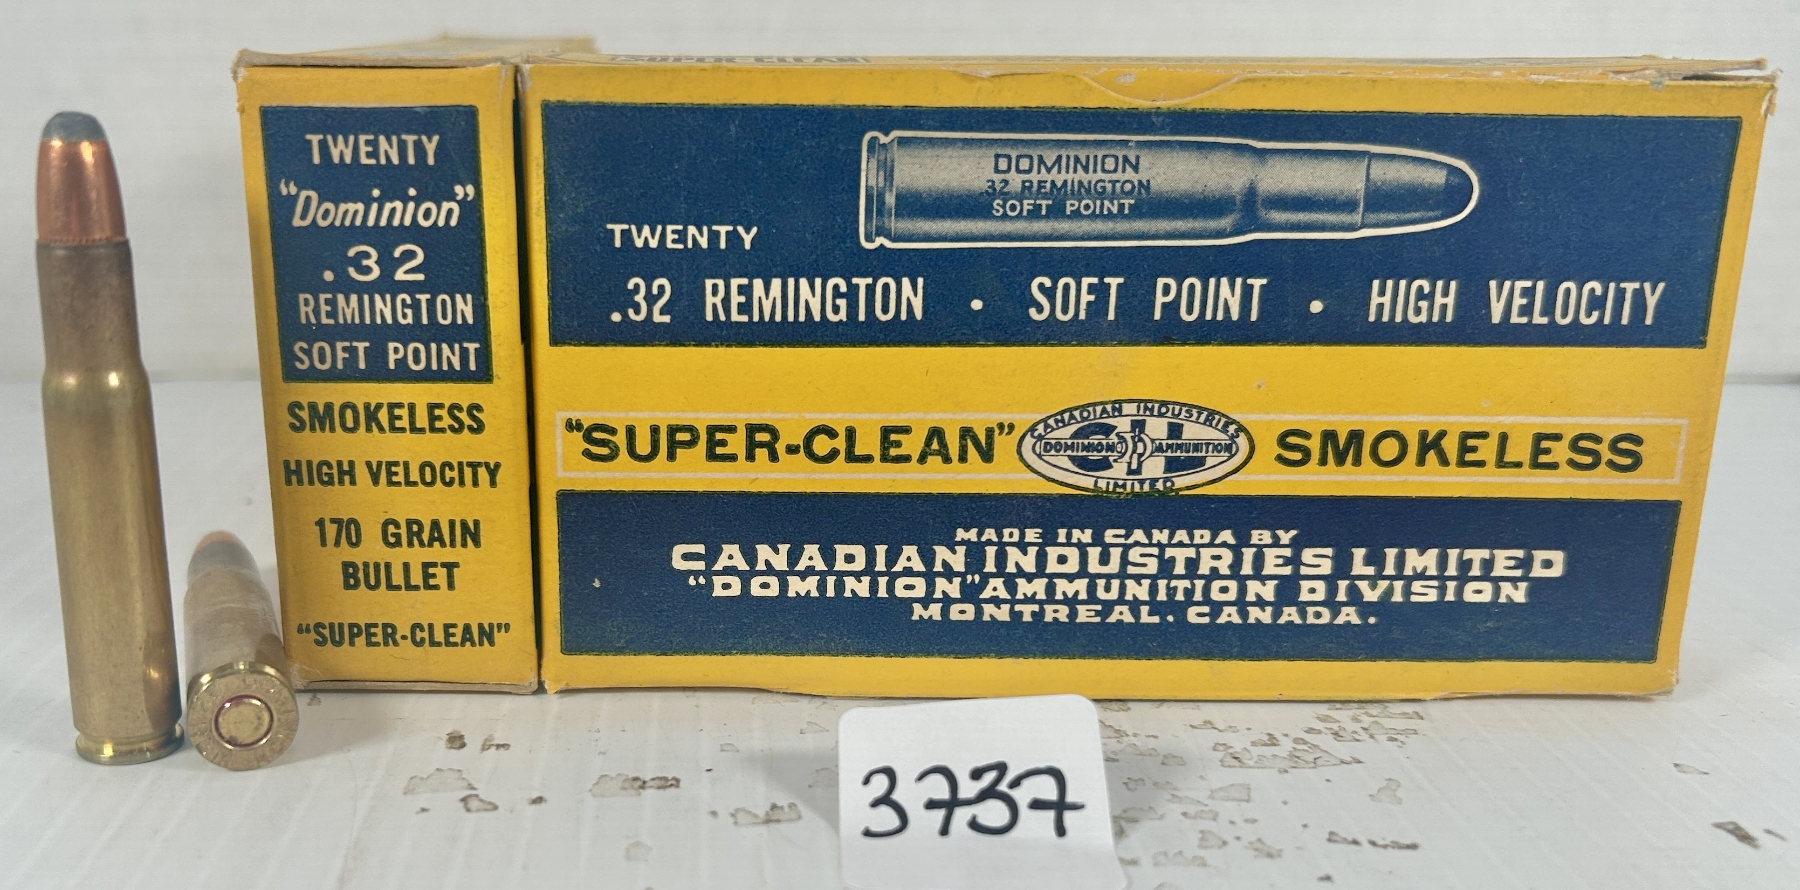 SUPER-CLEAN
TWENTY
"Dominion"
.32
REMINGTON
SOFT POINT
SMOKELESS
HIGH VELOCITY
170 GRAIN
BULLET
"SUPER-CLEAN"
DOMINION
.32 REMINGTON
SOFT POINT
TWENTY
.32 REMINGTON • SOFT POINT • HIGH VELOCITY
"SUPER-CLEAN" SMOKELESS
CANADIAN INDUSTRIES
DOMINION AMMUNITION
LIMITED
MADE IN CANADA BY
CANADIAN INDUSTRIES LIMITED
"DOMINION" AMMUNITION DIVISION
MONTREAL. CANADA.
3737